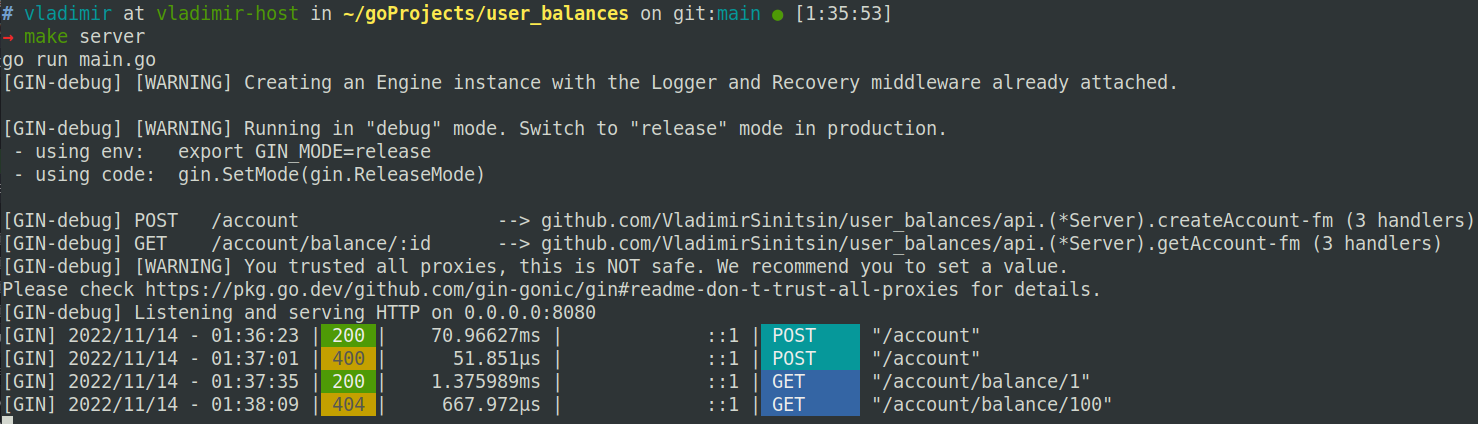 # vladimir at vladimir-host in ~/goProjects/user_balances on git:main ● [1:35:53]
→ make server
go run main.go
[GIN-debug] [WARNING] Creating an Engine instance with the Logger and Recovery middleware already attached.
[GIN-debug] [WARNING] Running in "debug" mode. Switch to "release" mode in production.
 - using env:   export GIN_MODE=release
 - using code:  gin.SetMode(gin.ReleaseMode)
[GIN-debug] POST   /account                  --> github.com/VladimirSinitsin/user_balances/api.(*Server).createAccount-fm (3 handlers)
[GIN-debug] GET    /account/balance/:id      --> github.com/VladimirSinitsin/user_balances/api.(*Server).getAccount-fm (3 handlers)
[GIN-debug] [WARNING] You trusted all proxies, this is NOT safe. We recommend you to set a value.
Please check https://pkg.go.dev/github.com/gin-gonic/gin#readme-don-t-trust-all-proxies for details.
[GIN-debug] Listening and serving HTTP on 0.0.0.0:8080
[GIN] 2022/11/14 - 01:36:23 | 200 |    70.96627ms |             ::1 | POST     "/account"
[GIN] 2022/11/14 - 01:37:01 | 400 |      51.851µs |             ::1 | POST     "/account"
[GIN] 2022/11/14 - 01:37:35 | 200 |    1.375989ms |             ::1 | GET      "/account/balance/1"
[GIN] 2022/11/14 - 01:38:09 | 404 |     667.972µs |             ::1 | GET      "/account/balance/100"